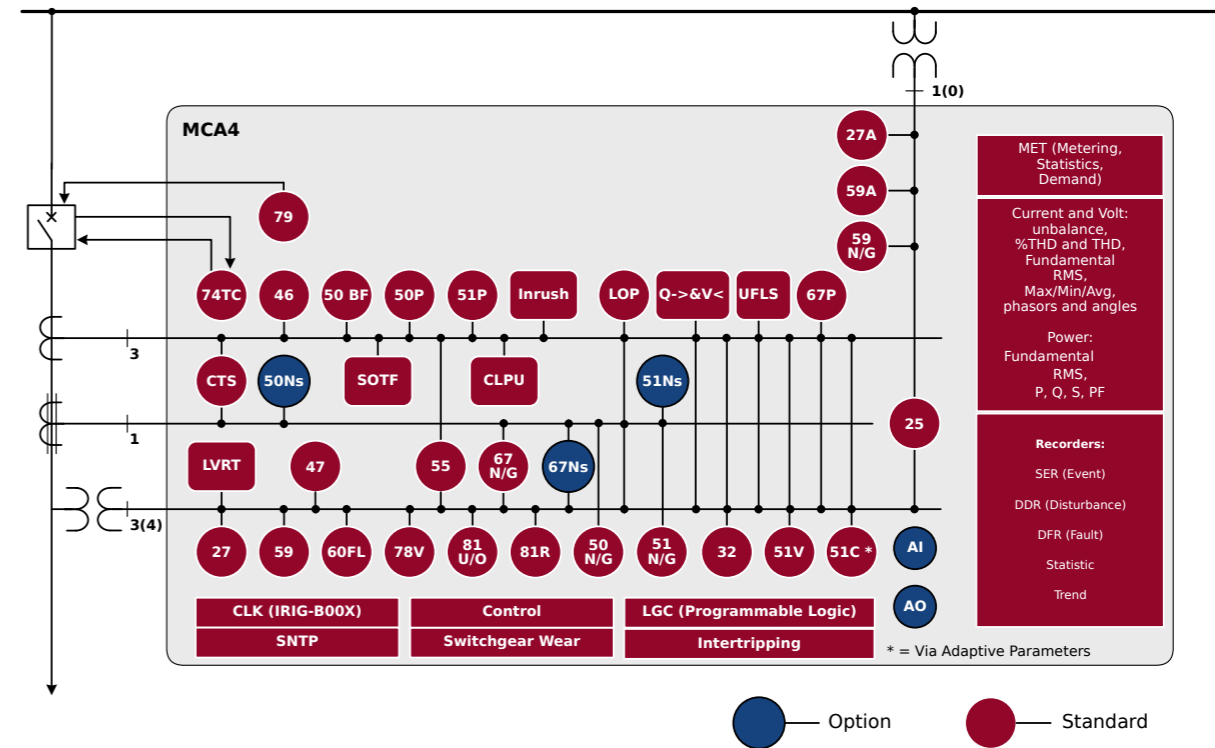 1(0)
MCA4
27A
MET (Metering,
Statistics,
Demand)
59A
79
Current and Volt:
unbalance,
%THD and THD,
Fundamental
RMS,
Max/Min/Avg,
phasors and angles
Power:
Fundamental
RMS,
P, Q, S, PF
59
N/G
74TC
46
50 BF
50P
51P
Inrush
LOP
Q->&V<
UFLS
67P
3
CTS
50Ns
SOTF
CLPU
51Ns
1
25
LVRT
47
55
67
N/G
67Ns
Recorders:
SER (Event)
DDR (Disturbance)
DFR (Fault)
Statistic
Trend
3(4)
27
59
60FL
78V
81
U/O
81R
50
N/G
51
N/G
32
51V
51C *
AI
AO
CLK (IRIG-B00X)
Control
LGC (Programmable Logic)
SNTP
Switchgear Wear
Intertripping
* = Via Adaptive Parameters
Option
Standard